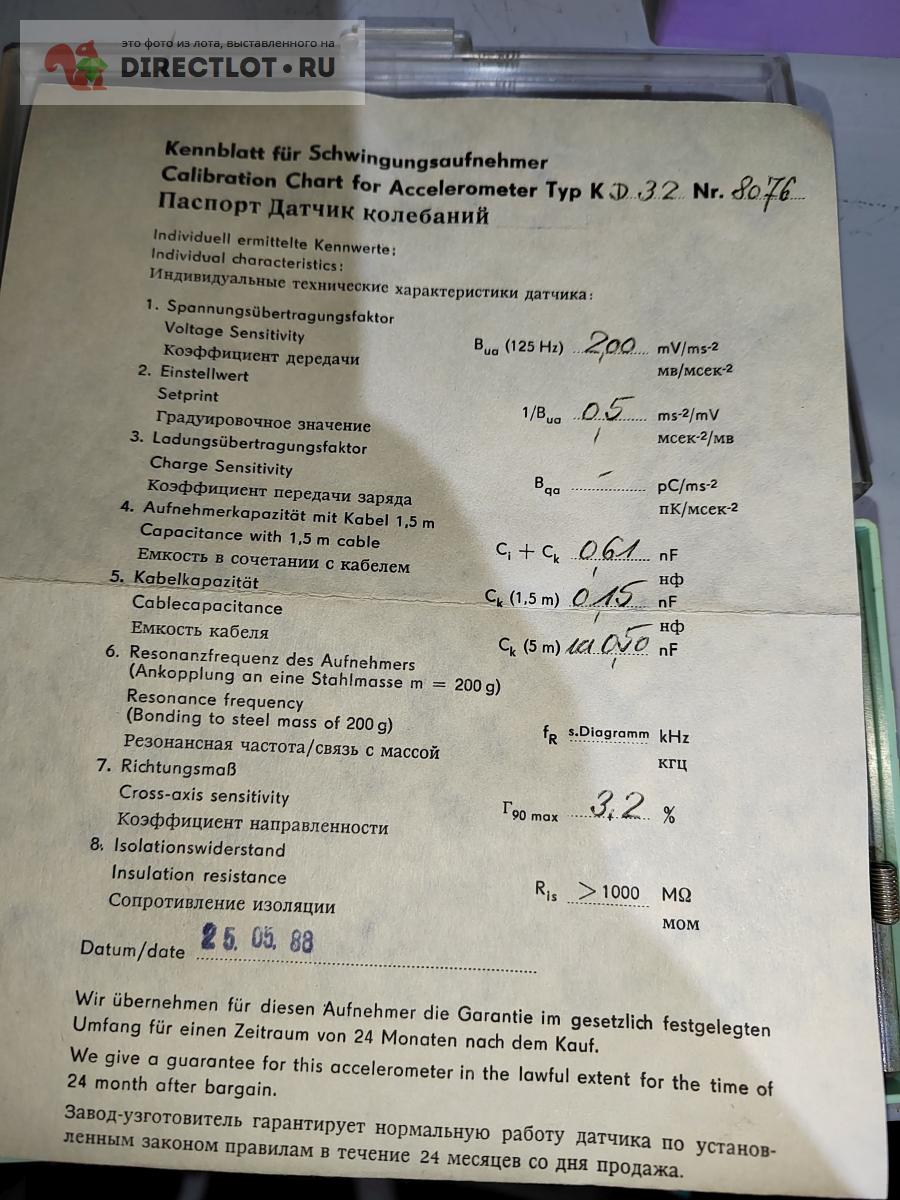 это фото из лота, выставленного на
DIRECTLOT.RU
Kennblatt für Schwingungsaufnehmer
Calibration Chart for Accelerometer Typ K D 32 Nr. 8076
Паспорт Датчик колебаний
Individuell ermittelte Kennwerte:
Individual characteristics:
Индивидуальные технические характеристики датчика:
1. Spannungsübertragungsfaktor
Voltage Sensitivity Bua (125 Hz) 2,00 mV/ms-2
Коэффициент дередачи мв/мсек-2
2. Einstellwert
Setprint 1/Bua 0,5 ms-2/mV
Градуировочное значение мсек-2/мв
3. Ladungsübertragungsfaktor
Charge Sensitivity Bqa – pC/ms-2
Коэффициент передачи заряда пК/мсек-2
4. Aufnehmerkapazität mit Kabel 1,5 m
Capacitance with 1,5 m cable Ci + Ck 0,61 nF
Емкость в сочетании с кабелем нф
5. Kabelkapazität Ck (1,5 m) 0,15 nF
Cablecapacitance нф
Емкость кабеля Ck (5 m) 0,50 nF
6. Resonanzfrequenz des Aufnehmers
(Ankopplung an eine Stahlmasse m = 200 g)
Resonance frequency
(Bonding to steel mass of 200 g) fR s.Diagramm kHz
Резонансная частота/связь с массой кгц
7. Richtungsmaß
Cross-axis sensitivity Γ90 max 3,2 %
Коэффициент направленности
8. Isolationswiderstand
Insulation resistance Ris >1000 MΩ
Сопротивление изоляции мом
Datum/date 25. 05. 88
Wir übernehmen für diesen Aufnehmer die Garantie im gesetzlich festgelegten
Umfang für einen Zeitraum von 24 Monaten nach dem Kauf.
We give a guarantee for this accelerometer in the lawful extent for the time of
24 month after bargain.
Завод-узготовитель гарантирует нормальную работу датчика по установ-
ленным законом правилам в течение 24 месяцев со дня продажа.